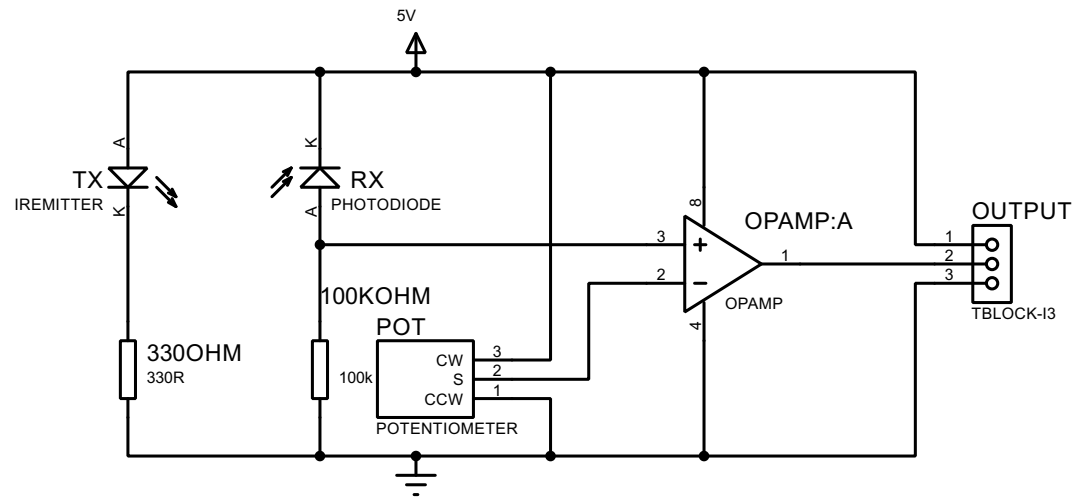 5V
A
K
TX
RX
IREMITTER
PHOTODIODE
K
A
8
OPAMP:A
OUTPUT
3
+
1
1
2
2
−
3
OPAMP
TBLOCK-I3
4
100KOHM
POT
330OHM
330R
100k
CW
3
S
2
CCW
1
POTENTIOMETER